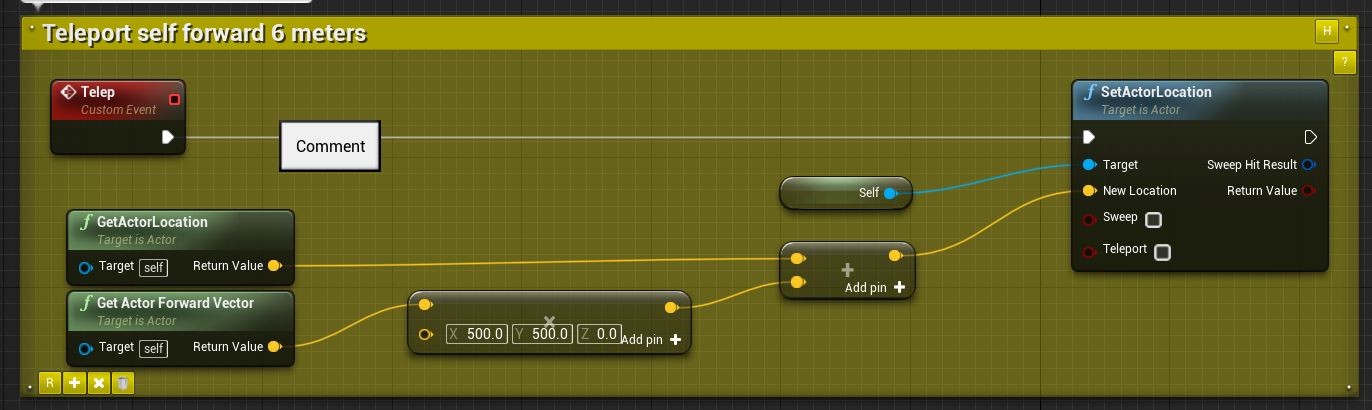 Teleport self forward 6 meters
H
?
Telep
Custom Event
Comment
SetActorLocation
Target is Actor
Target
Sweep Hit Result
New Location
Return Value
Sweep
Teleport
Self
GetActorLocation
Target is Actor
Target self Return Value
Add pin
Get Actor Forward Vector
Target is Actor
Target self Return Value
X 500.0 Y 500.0 Z 0.0 Add pin
R